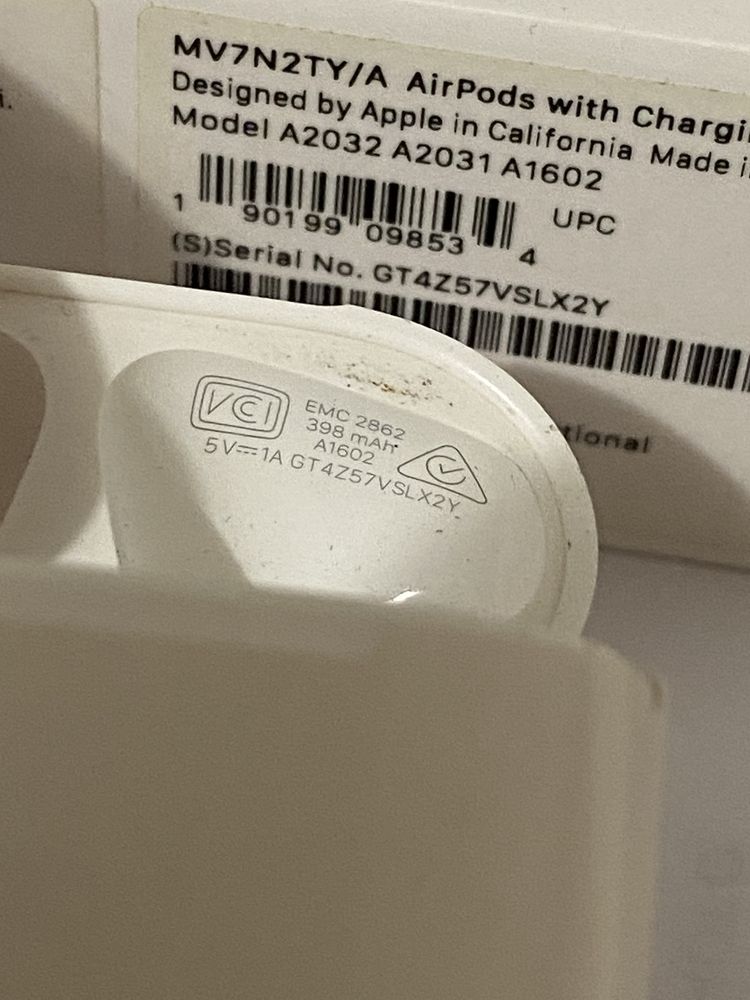 i.
MV7N2TY/A AirPods with Chargi
Designed by Apple in California Made i
Model A2032 A2031 A1602
1 90199 09853 4 UPC
(S)Serial No. GT4Z57VSLX2Y
tional
VCI
EMC 2862
398 mAh
A1602
5V⎓1A GT4Z57VSLX2Y